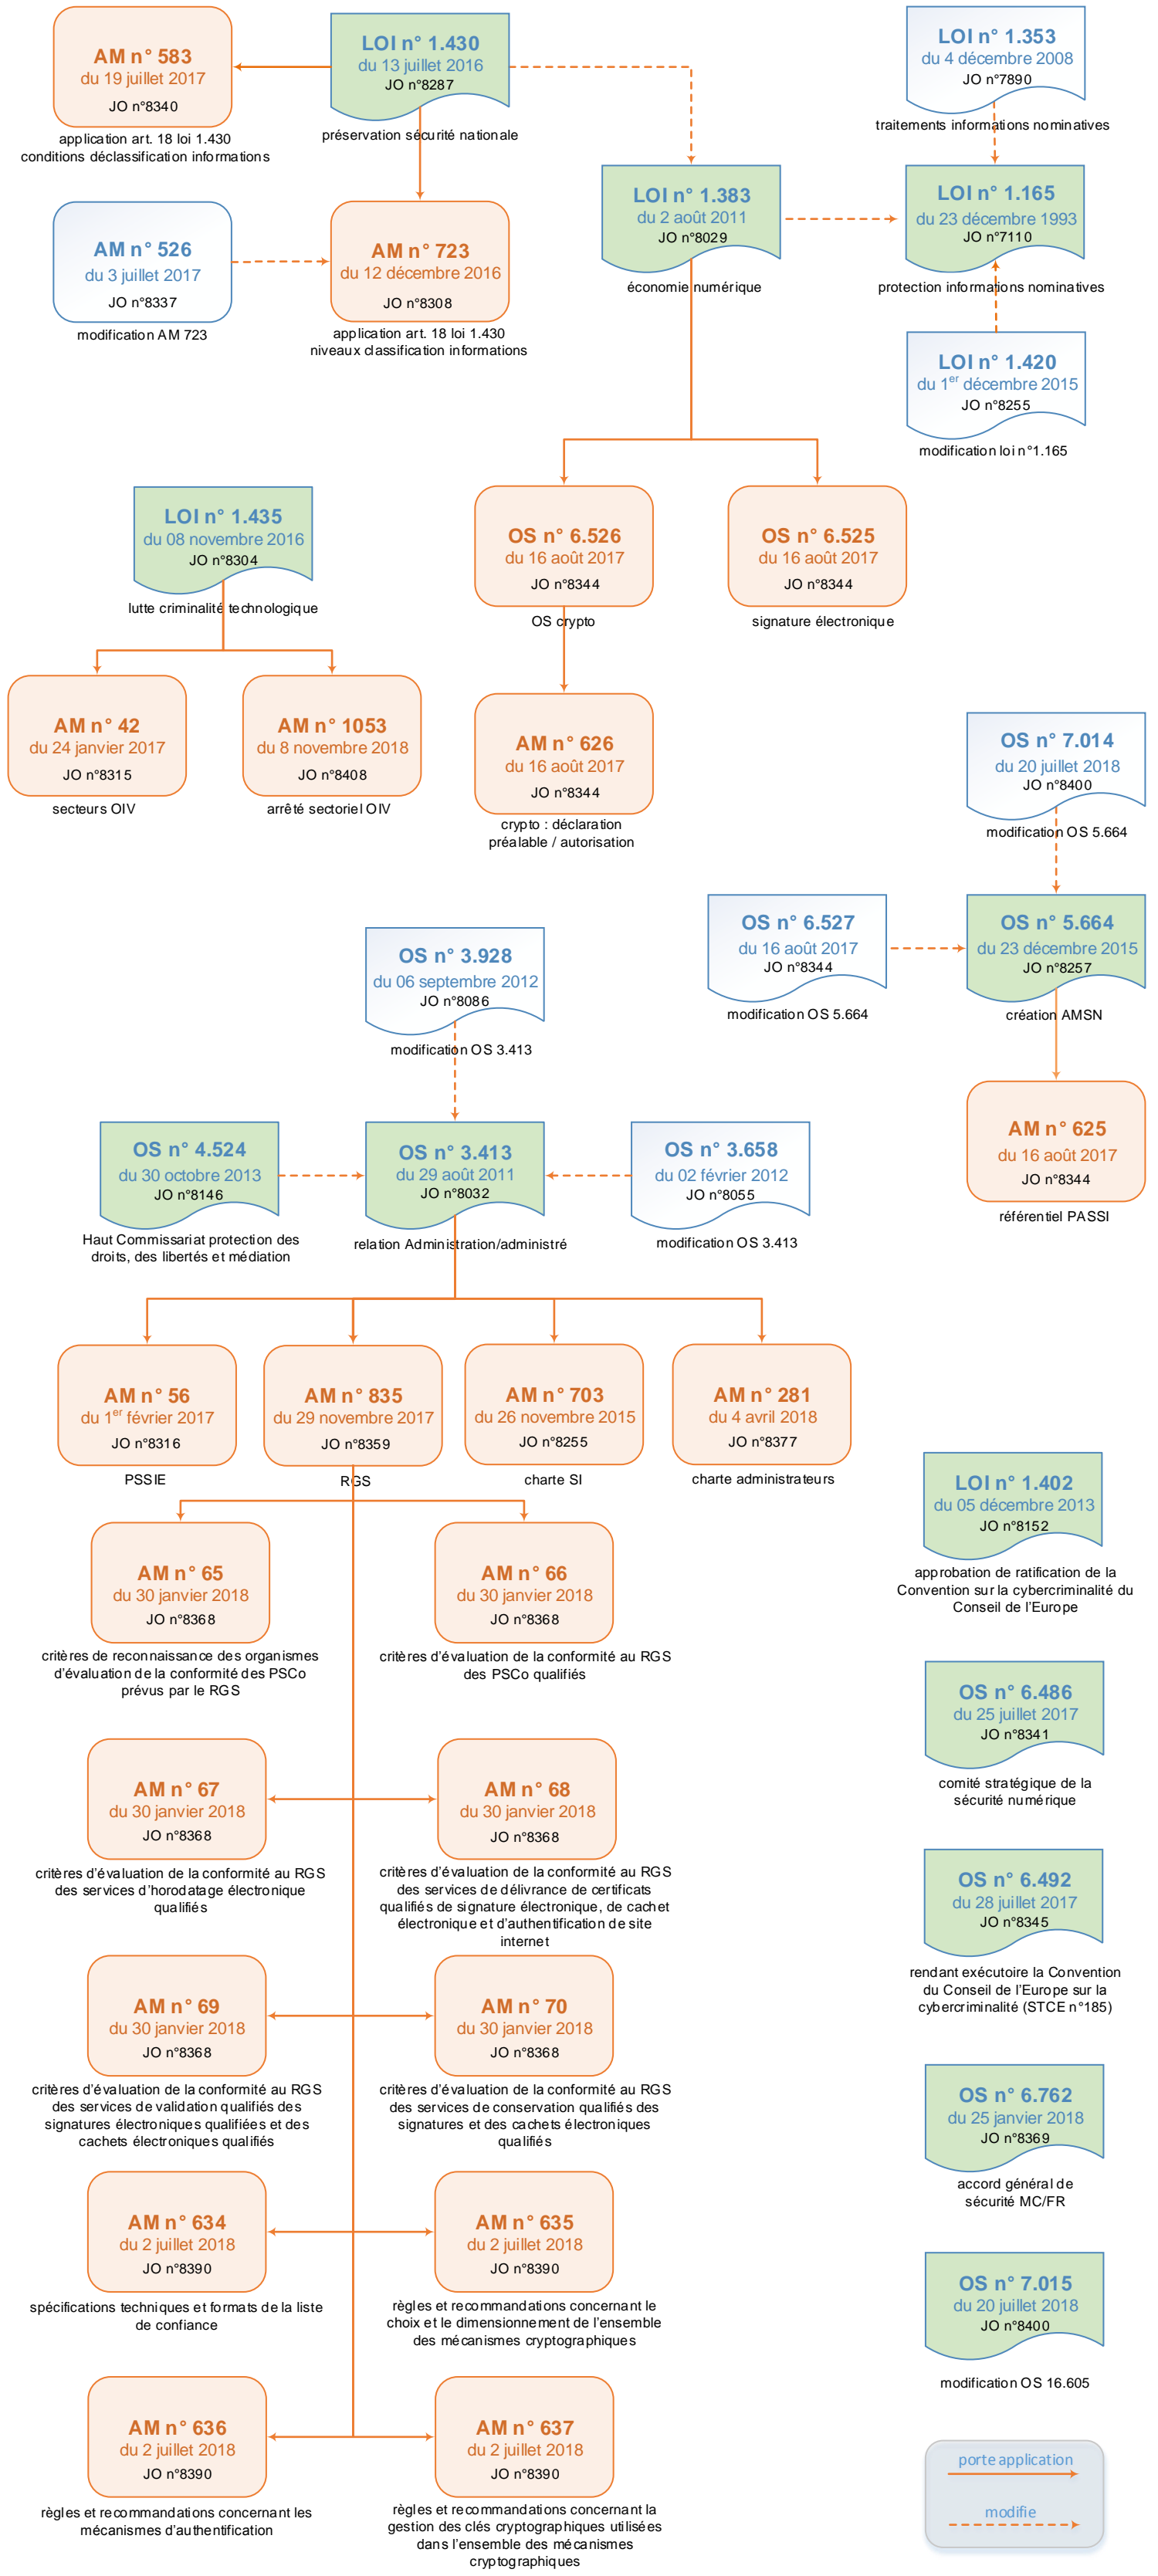 AM n° 583
du 19 juillet 2017
JO n°8340
application art. 18 loi 1.430
conditions déclassification informations
LOI n° 1.430
du 13 juillet 2016
JO n°8287
préservation sécurité nationale
LOI n° 1.353
du 4 décembre 2008
JO n°7890
traitements informations nominatives
AM n° 526
du 3 juillet 2017
JO n°8337
modification AM 723
AM n° 723
du 12 décembre 2016
JO n°8308
application art. 18 loi 1.430
niveaux classification informations
LOI n° 1.383
du 2 août 2011
JO n°8029
économie numérique
LOI n° 1.165
du 23 décembre 1993
JO n°7110
protection informations nominatives
LOI n° 1.420
du 1er décembre 2015
JO n°8255
modification loi n°1.165
LOI n° 1.435
du 08 novembre 2016
JO n°8304
lutte criminalité technologique
OS n° 6.526
du 16 août 2017
JO n°8344
OS crypto
OS n° 6.525
du 16 août 2017
JO n°8344
signature électronique
AM n° 42
du 24 janvier 2017
JO n°8315
secteurs OIV
AM n° 1053
du 8 novembre 2018
JO n°8408
arrêté sectoriel OIV
AM n° 626
du 16 août 2017
JO n°8344
crypto : déclaration
préalable / autorisation
OS n° 7.014
du 20 juillet 2018
JO n°8400
modification OS 5.664
OS n° 6.527
du 16 août 2017
JO n°8344
modification OS 5.664
OS n° 5.664
du 23 décembre 2015
JO n°8257
création AMSN
OS n° 3.928
du 06 septembre 2012
JO n°8086
modification OS 3.413
AM n° 625
du 16 août 2017
JO n°8344
référentiel PASSI
OS n° 4.524
du 30 octobre 2013
JO n°8146
Haut Commissariat protection des
droits, des libertés et médiation
OS n° 3.413
du 29 août 2011
JO n°8032
relation Administration/administré
OS n° 3.658
du 02 février 2012
JO n°8055
modification OS 3.413
AM n° 56
du 1er février 2017
JO n°8316
PSSIE
AM n° 835
du 29 novembre 2017
JO n°8359
RGS
AM n° 703
du 26 novembre 2015
JO n°8255
charte SI
AM n° 281
du 4 avril 2018
JO n°8377
charte administrateurs
LOI n° 1.402
du 05 décembre 2013
JO n°8152
approbation de ratification de la
Convention sur la cybercriminalité du
Conseil de l'Europe
AM n° 65
du 30 janvier 2018
JO n°8368
critères de reconnaissance des organismes
d'évaluation de la conformité des PSCo
prévus par le RGS
AM n° 66
du 30 janvier 2018
JO n°8368
critères d'évaluation de la conformité au RGS
des PSCo qualifiés
OS n° 6.486
du 25 juillet 2017
JO n°8341
comité stratégique de la
sécurité numérique
AM n° 67
du 30 janvier 2018
JO n°8368
critères d'évaluation de la conformité au RGS
des services d'horodatage électronique
qualifiés
AM n° 68
du 30 janvier 2018
JO n°8368
critères d'évaluation de la conformité au RGS
des services de délivrance de certificats
qualifiés de signature électronique, de cachet
électronique et d'authentification de site
internet
OS n° 6.492
du 28 juillet 2017
JO n°8345
rendant exécutoire la Convention
du Conseil de l'Europe sur la
cybercriminalité (STCE n°185)
AM n° 69
du 30 janvier 2018
JO n°8368
critères d'évaluation de la conformité au RGS
des services de validation qualifiés des
signatures électroniques qualifiées et des
cachets électroniques qualifiés
AM n° 70
du 30 janvier 2018
JO n°8368
critères d'évaluation de la conformité au RGS
des services de conservation qualifiés des
signatures et des cachets électroniques
qualifiés
OS n° 6.762
du 25 janvier 2018
JO n°8369
accord général de
sécurité MC/FR
AM n° 634
du 2 juillet 2018
JO n°8390
spécifications techniques et formats de la liste
de confiance
AM n° 635
du 2 juillet 2018
JO n°8390
règles et recommandations concernant le
choix et le dimensionnement de l'ensemble
des mécanismes cryptographiques
OS n° 7.015
du 20 juillet 2018
JO n°8400
modification OS 16.605
AM n° 636
du 2 juillet 2018
JO n°8390
règles et recommandations concernant les
mécanismes d'authentification
AM n° 637
du 2 juillet 2018
JO n°8390
règles et recommandations concernant la
gestion des clés cryptographiques utilisées
dans l'ensemble des mécanismes
cryptographiques
porte application
modifie